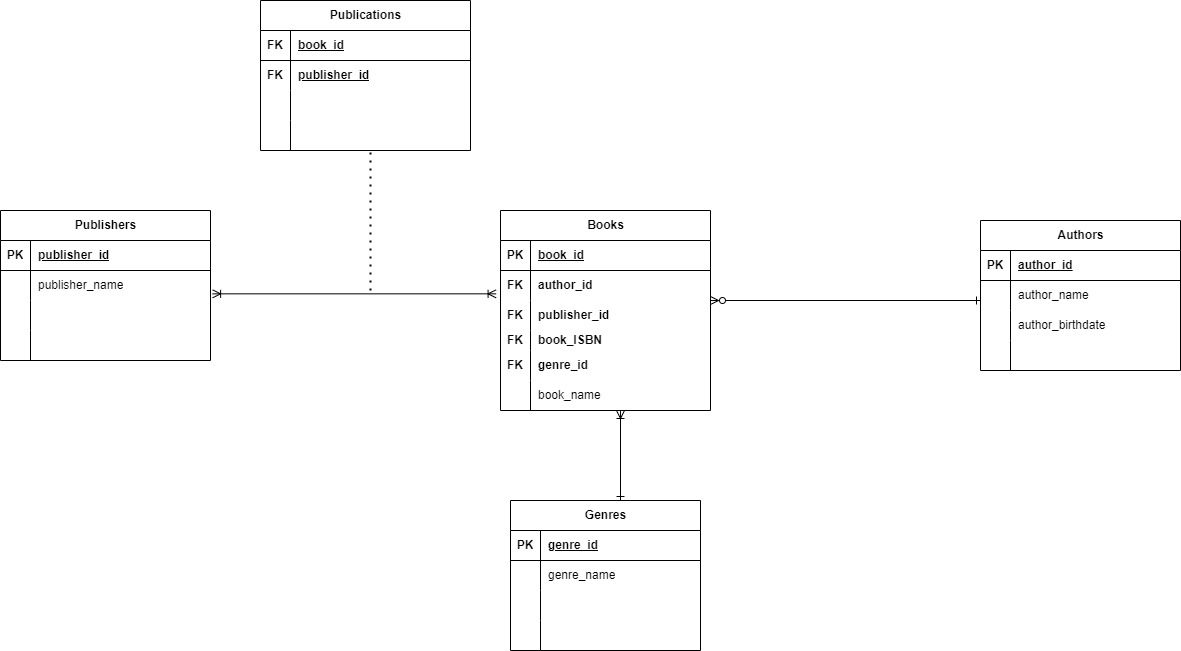 Publications
FK book_id
FK publisher_id
Publishers
PK publisher_id
publisher_name
Books
PK book_id
FK author_id
FK publisher_id
FK book_ISBN
FK genre_id
book_name
Authors
PK author_id
author_name
author_birthdate
Genres
PK genre_id
genre_name